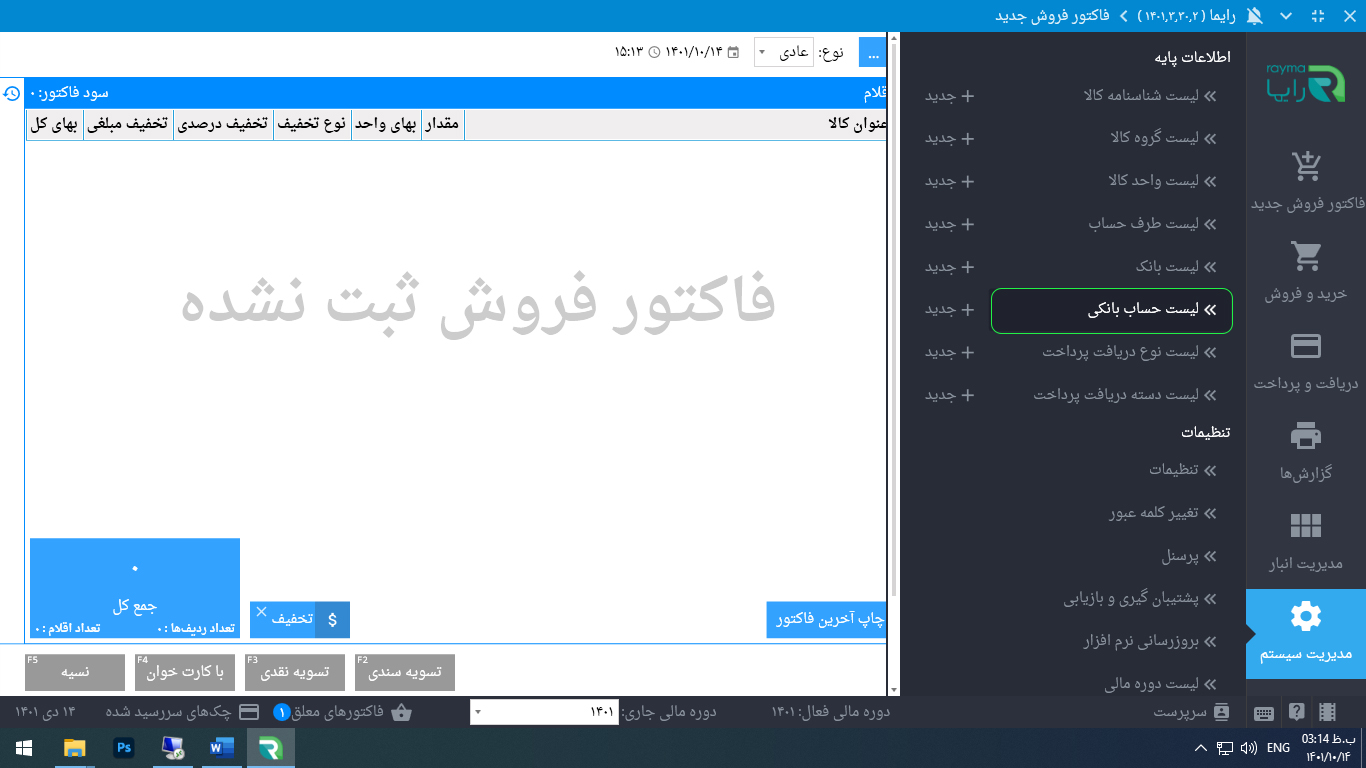 رایما ( ۱۴۰۱,۳,۳۰,۲ ) › فاکتور فروش جدید
rayma
رایما
فاکتور فروش جدید
خرید و فروش
دریافت و پرداخت
گزارش‌ها
مدیریت انبار
مدیریت سیستم
اطلاعات پایه
لیست شناسنامه کالا + جدید
لیست گروه کالا + جدید
لیست واحد کالا + جدید
لیست طرف حساب + جدید
لیست بانک + جدید
لیست حساب بانکی + جدید
لیست نوع دریافت پرداخت + جدید
لیست دسته دریافت پرداخت + جدید
تنظیمات
تنظیمات
تغییر کلمه عبور
پرسنل
پشتیبان گیری و بازیابی
بروزرسانی نرم افزار
لیست دوره مالی
... نوع: عادی ۱۴۰۱/۱۰/۱۴ ۱۵:۱۳
قلام سود فاکتور: ۰
عنوان کالا مقدار بهای واحد نوع تخفیف تخفیف درصدی تخفیف مبلغی بهای کل
فاکتور فروش ثبت نشده
چاپ آخرین فاکتور
$ تخفیف ×
۰
جمع کل
تعداد ردیف‌ها : ۰ تعداد اقلام : ۰
F2 تسویه سندی
F3 تسویه نقدی
F4 با کارت خوان
F5 نسیه
سرپرست دوره مالی فعال: ۱۴۰۱ دوره مالی جاری: ۱۴۰۱ فاکتورهای معلق ۱ چک‌های سررسید شده ۱۴ دی ۱۴۰۱
Ps W ENG 03:14 ب.ظ
۱۴۰۱/۱۰/۱۴